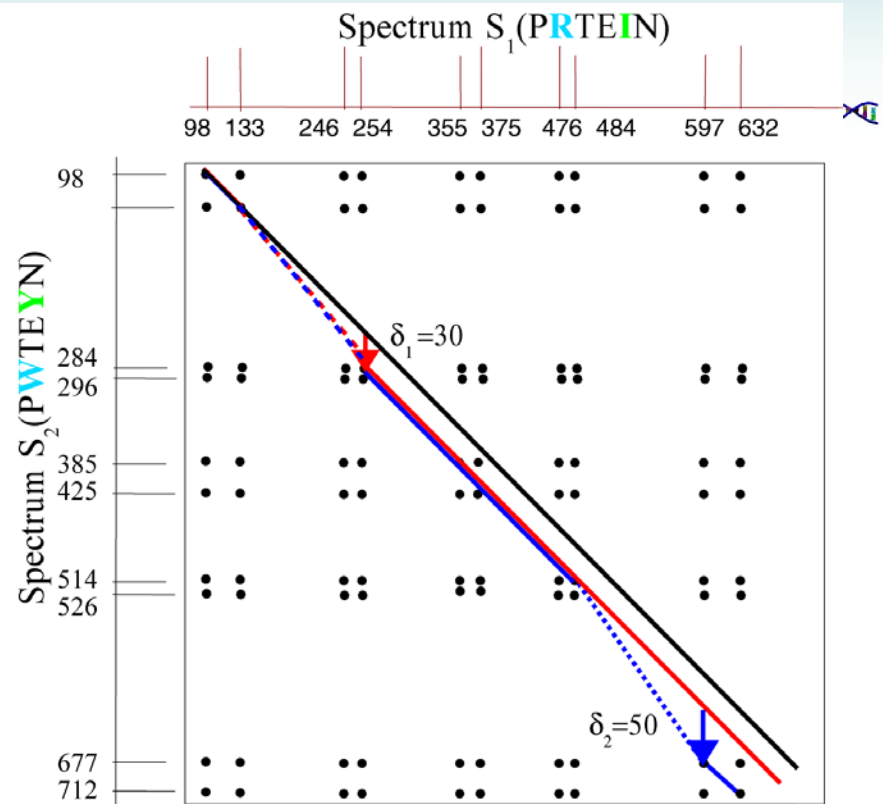 Spectrum S₁(PRTEIN)
98 133 246 254 355 375 476 484 597 632
Spectrum S₂(PWTEYN)
98
284
296
385
425
514
526
677
712
δ₁=30
δ₂=50